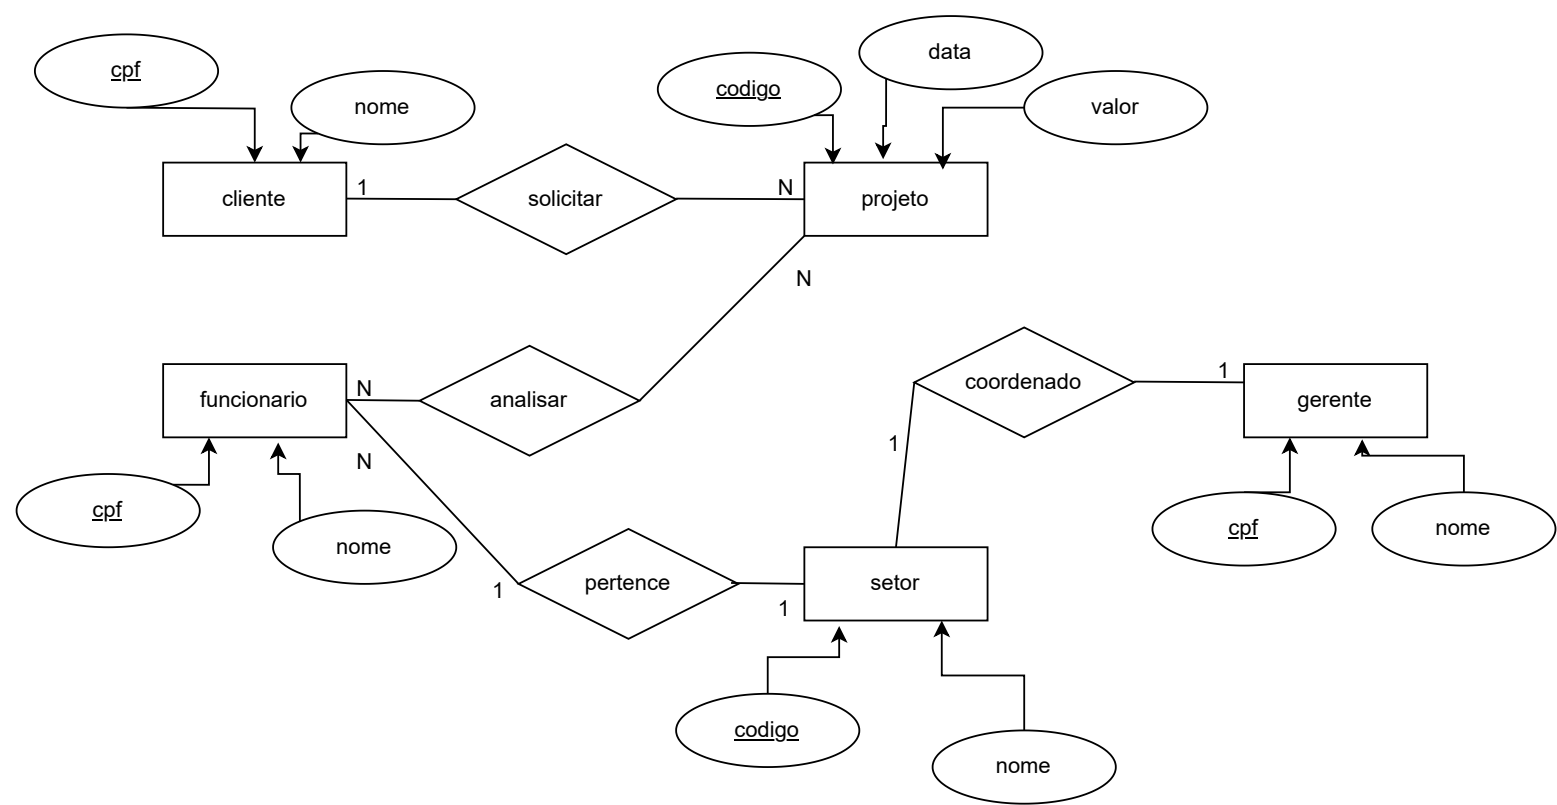 data
cpf
codigo
nome
valor
cliente
1
solicitar
N
projeto
N
coordenado
1
funcionario
N
analisar
gerente
1
N
cpf
nome
cpf
nome
1
pertence
1
setor
codigo
nome